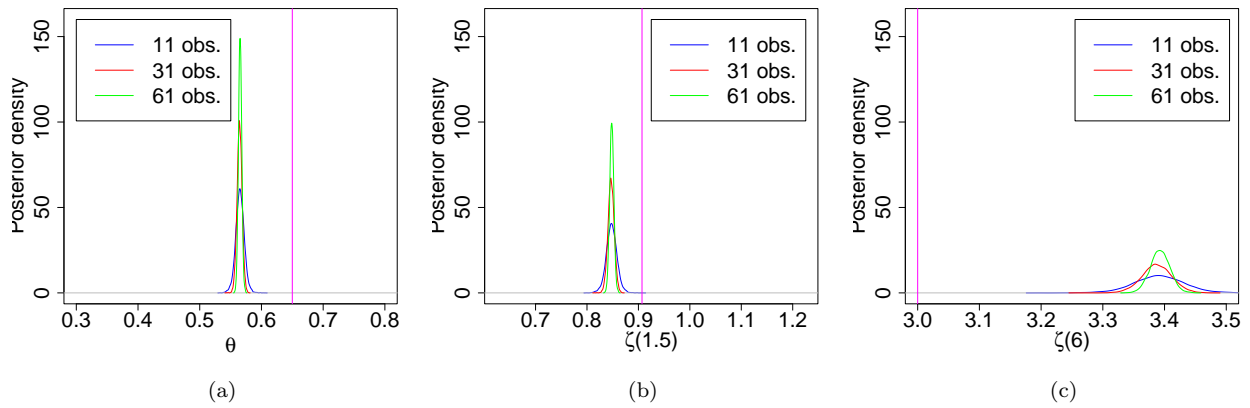 Posterior density
0 50 100 150
11 obs.
31 obs.
61 obs.
0.3 0.4 0.5 0.6 0.7 0.8
θ
(a)
Posterior density
0 50 100 150
11 obs.
31 obs.
61 obs.
0.7 0.8 0.9 1.0 1.1 1.2
ζ(1.5)
(b)
Posterior density
0 50 100 150
11 obs.
31 obs.
61 obs.
3.0 3.1 3.2 3.3 3.4 3.5
ζ(6)
(c)